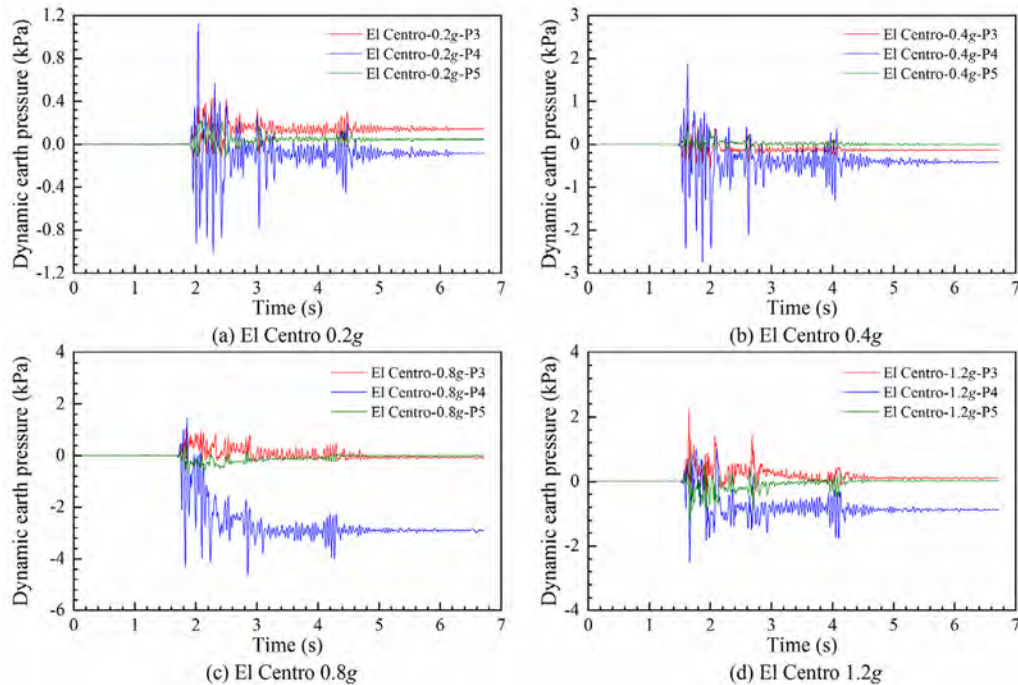 Dynamic earth pressure (kPa)
1.2
0.8
0.4
0.0
-0.4
-0.8
-1.2
El Centro-0.2g-P3
El Centro-0.2g-P4
El Centro-0.2g-P5
0 1 2 3 4 5 6 7
Time (s)
(a) El Centro 0.2g
Dynamic earth pressure (kPa)
3
2
1
0
-1
-2
-3
El Centro-0.4g-P3
El Centro-0.4g-P4
El Centro-0.4g-P5
0 1 2 3 4 5 6 7
Time (s)
(b) El Centro 0.4g
Dynamic earth pressure (kPa)
4
2
0
-2
-4
-6
El Centro-0.8g-P3
El Centro-0.8g-P4
El Centro-0.8g-P5
0 1 2 3 4 5 6 7
Time (s)
(c) El Centro 0.8g
Dynamic earth pressure (kPa)
4
2
0
-2
-4
El Centro-1.2g-P3
El Centro-1.2g-P4
El Centro-1.2g-P5
0 1 2 3 4 5 6 7
Time (s)
(d) El Centro 1.2g